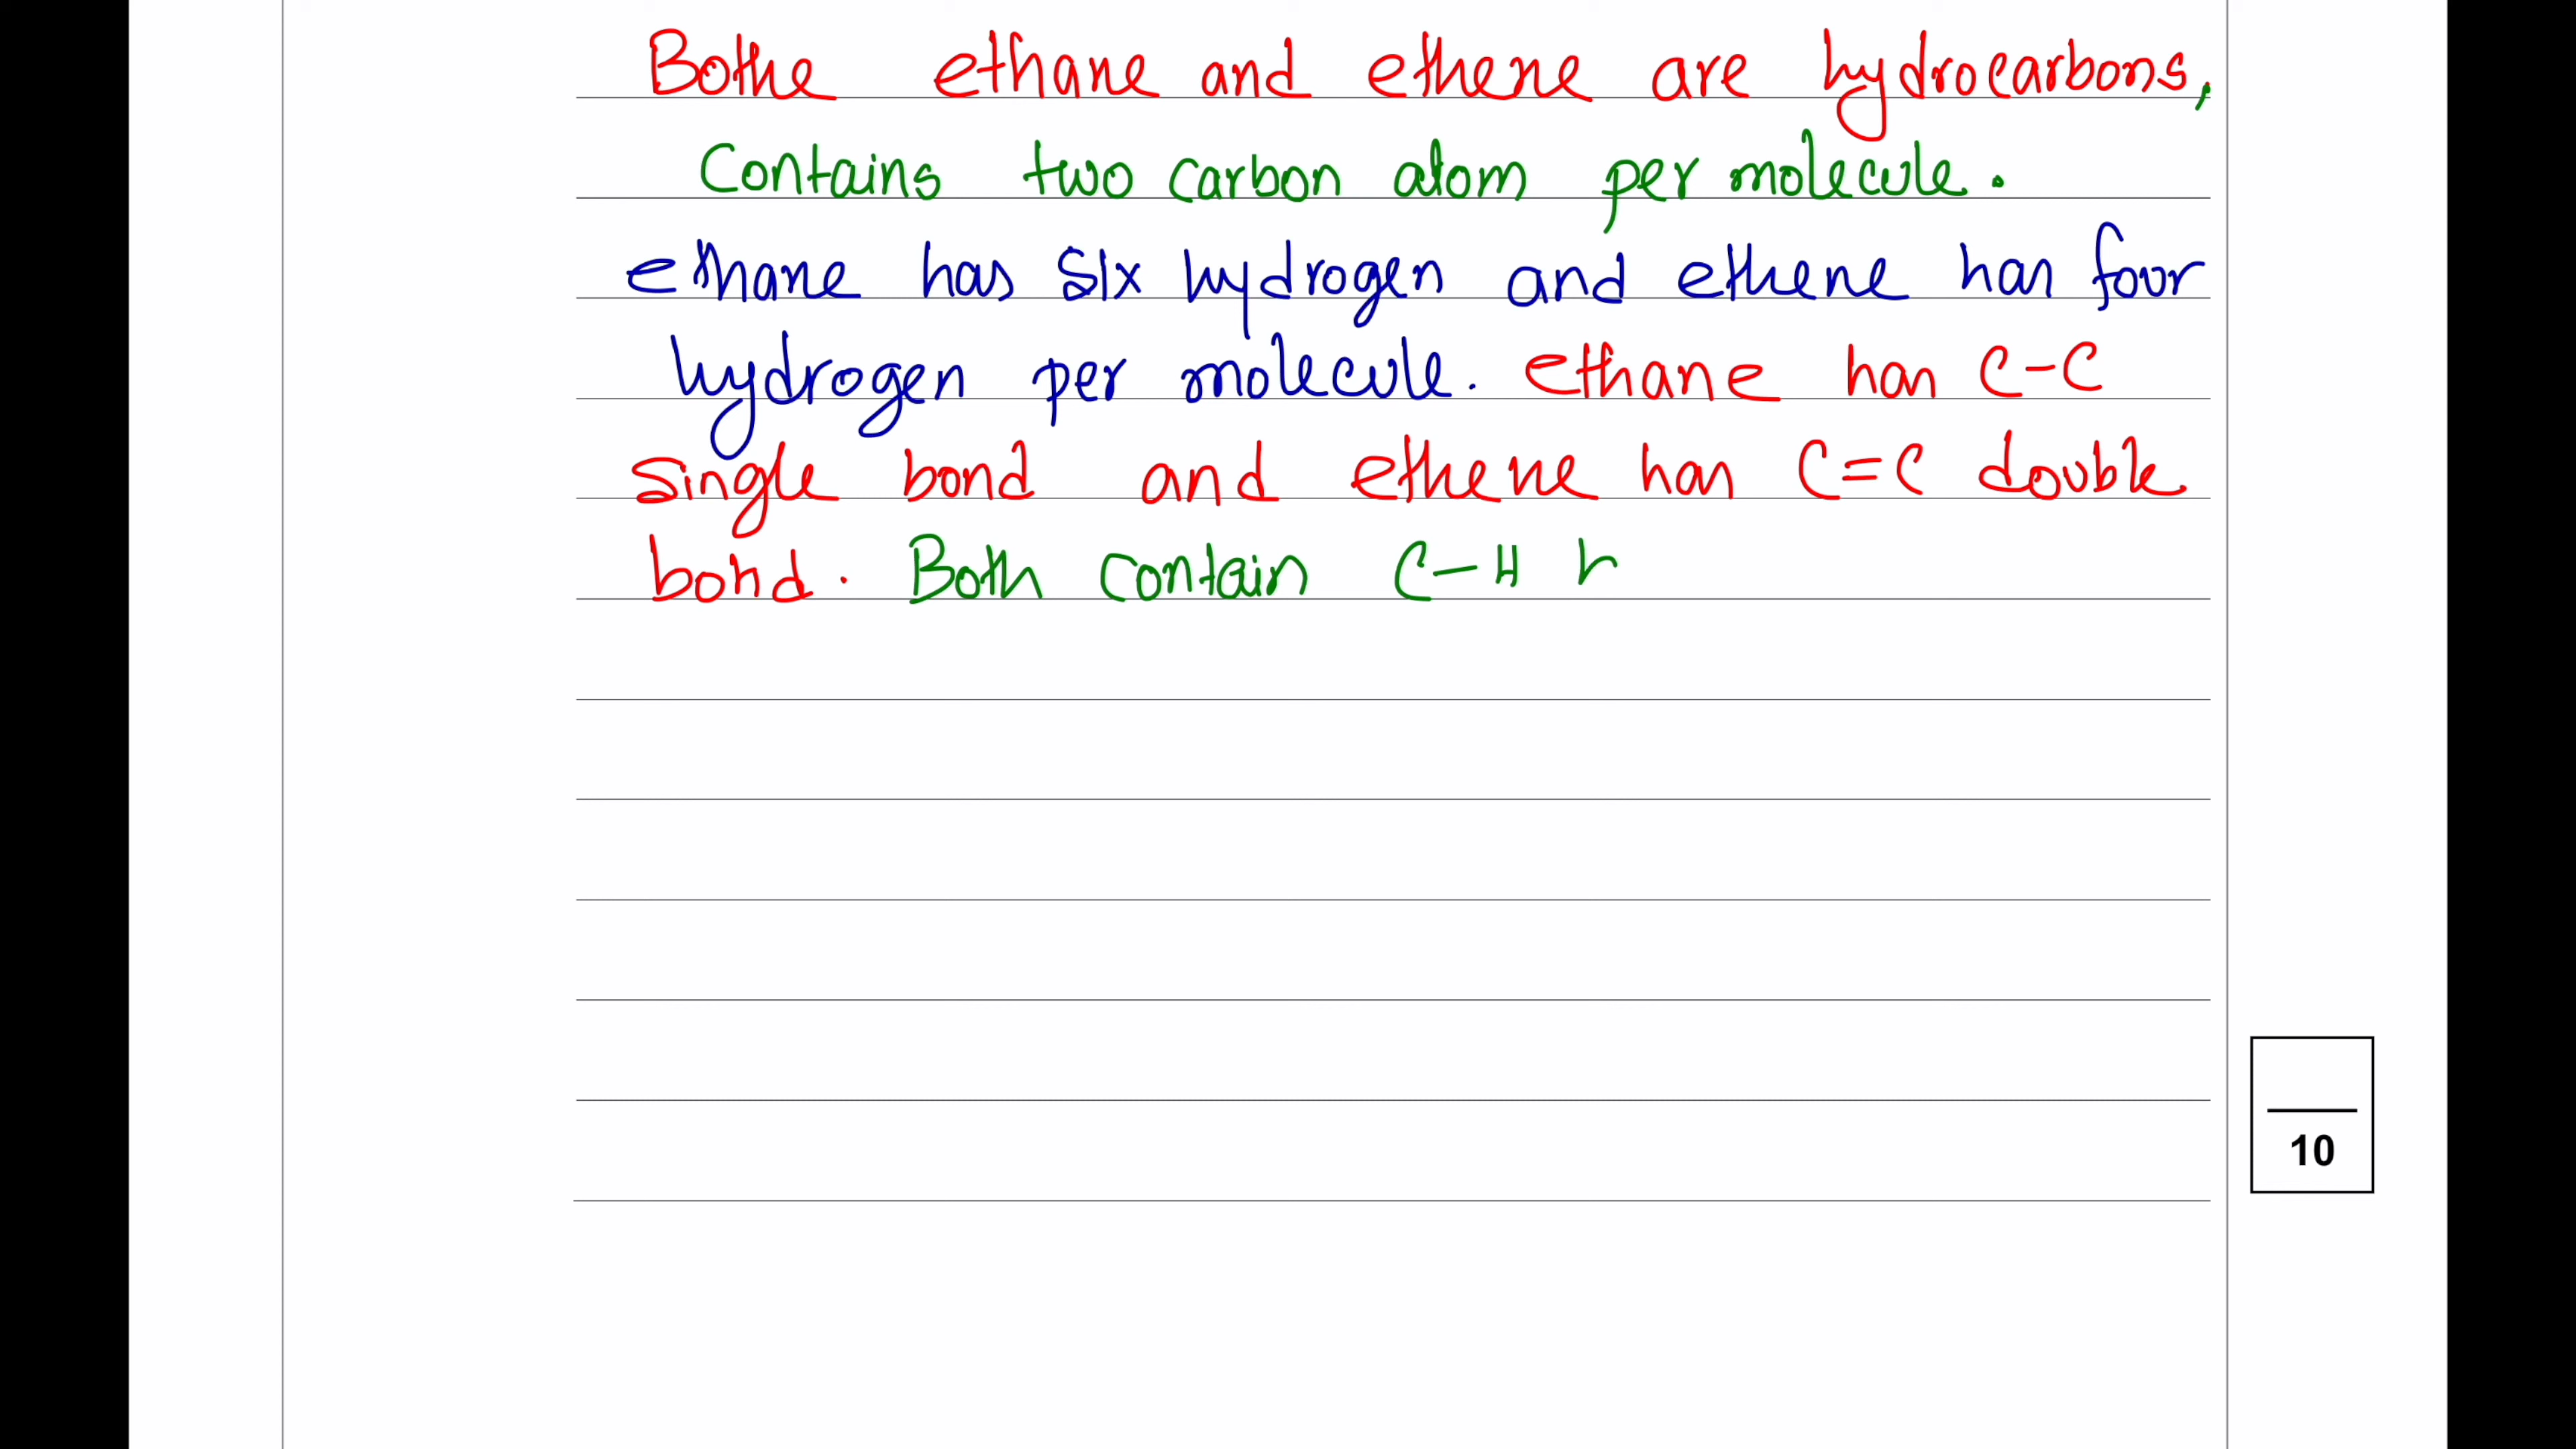 Bothe ethane and ethene are hydrocarbons,
Contains two carbon atom per molecule.
ethane has six hydrogen and ethene has four
hydrogen per molecule. ethane has C-C
single bond and ethene has C=C double
bond. Both contain C-H
10